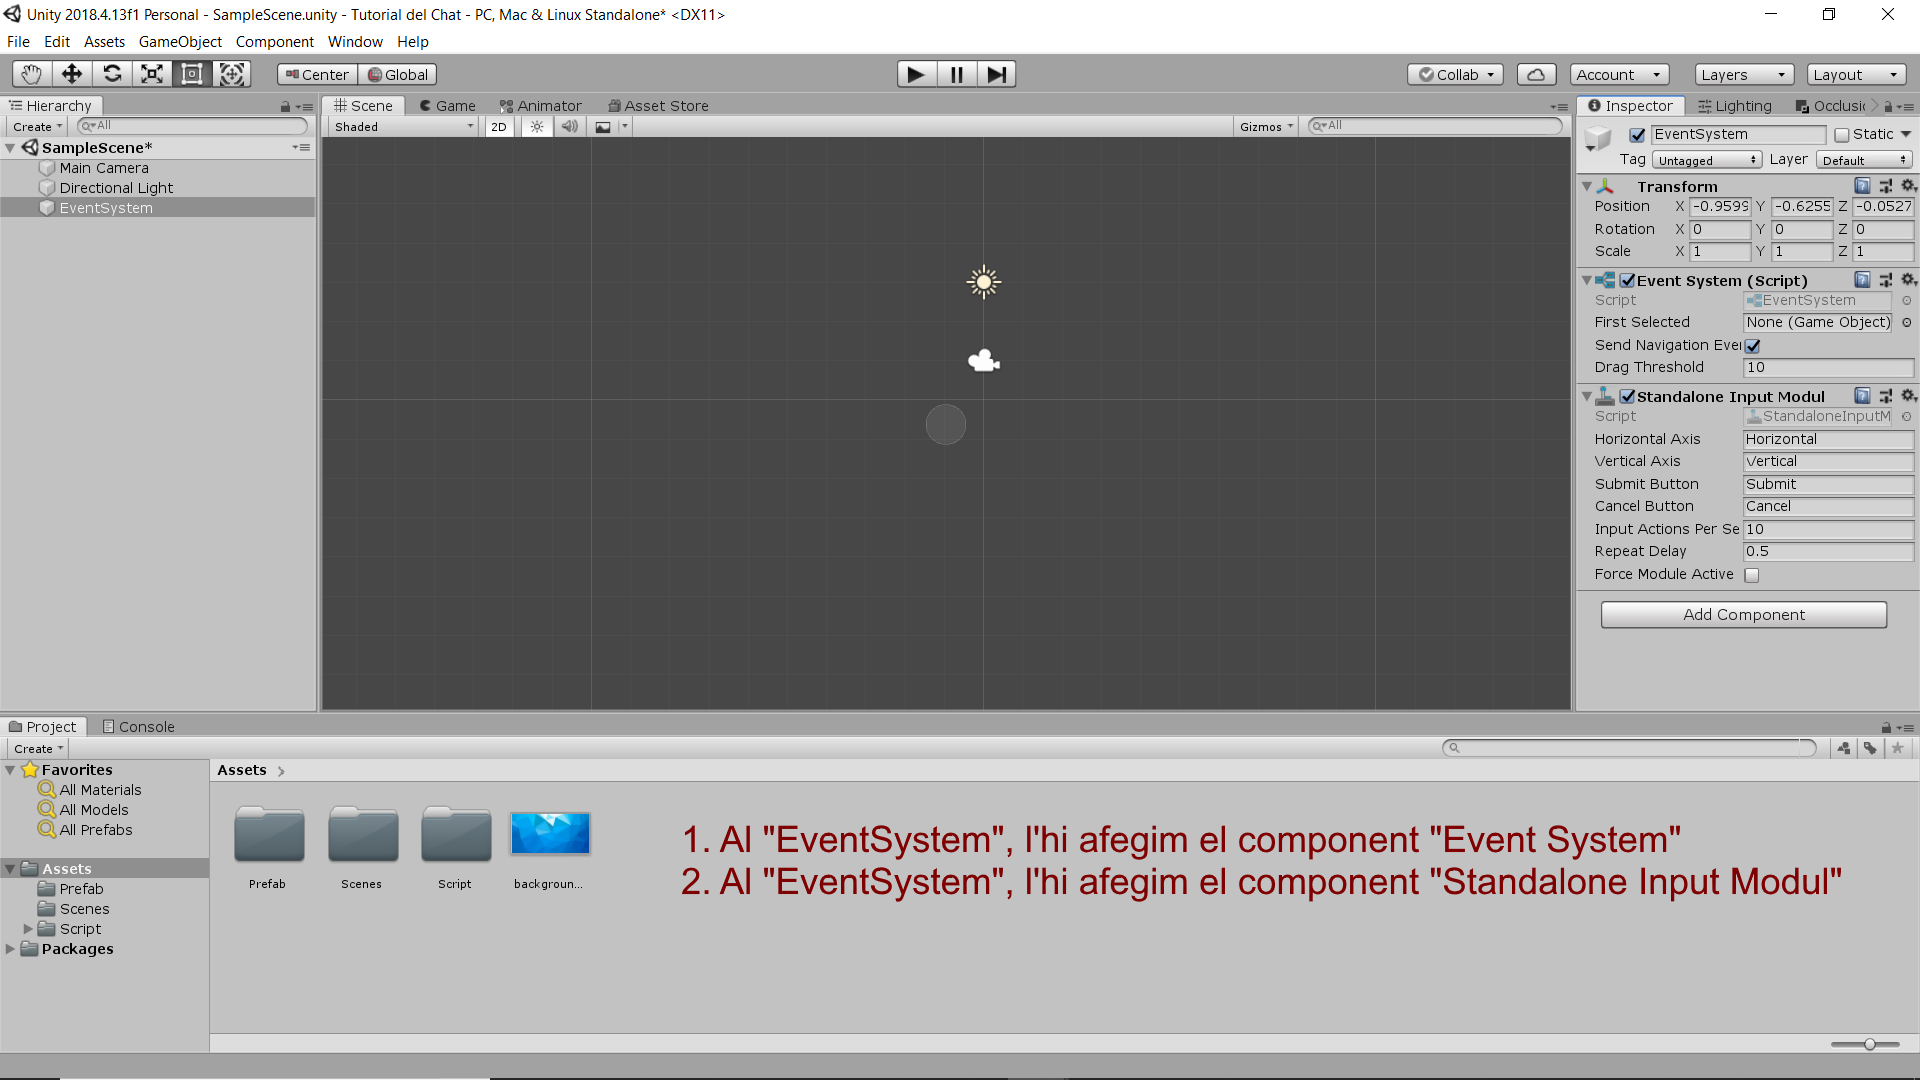 Unity 2018.4.13f1 Personal - SampleScene.unity - Tutorial del Chat - PC, Mac & Linux Standalone* <DX11>
File Edit Assets GameObject Component Window Help
Center Global Collab Account Layers Layout
Hierarchy
Create All
SampleScene*
Main Camera
Directional Light
EventSystem
Scene Game Animator Asset Store
Shaded 2D Gizmos All
Inspector Lighting Occlusic
EventSystem Static
Tag Untagged Layer Default
Transform
Position X -0.9599 Y -0.6255 Z -0.0527
Rotation X 0 Y 0 Z 0
Scale X 1 Y 1 Z 1
Event System (Script)
Script EventSystem
First Selected None (Game Object)
Send Navigation Eve
Drag Threshold 10
Standalone Input Modul
Script StandaloneInputM
Horizontal Axis Horizontal
Vertical Axis Vertical
Submit Button Submit
Cancel Button Cancel
Input Actions Per Se 10
Repeat Delay 0.5
Force Module Active
Add Component
Project Console
Create
Favorites
All Materials
All Models
All Prefabs
Assets
Prefab
Scenes
Script
Packages
Assets
Prefab Scenes Script backgroun...
1. Al "EventSystem", l'hi afegim el component "Event System"
2. Al "EventSystem", l'hi afegim el component "Standalone Input Modul"